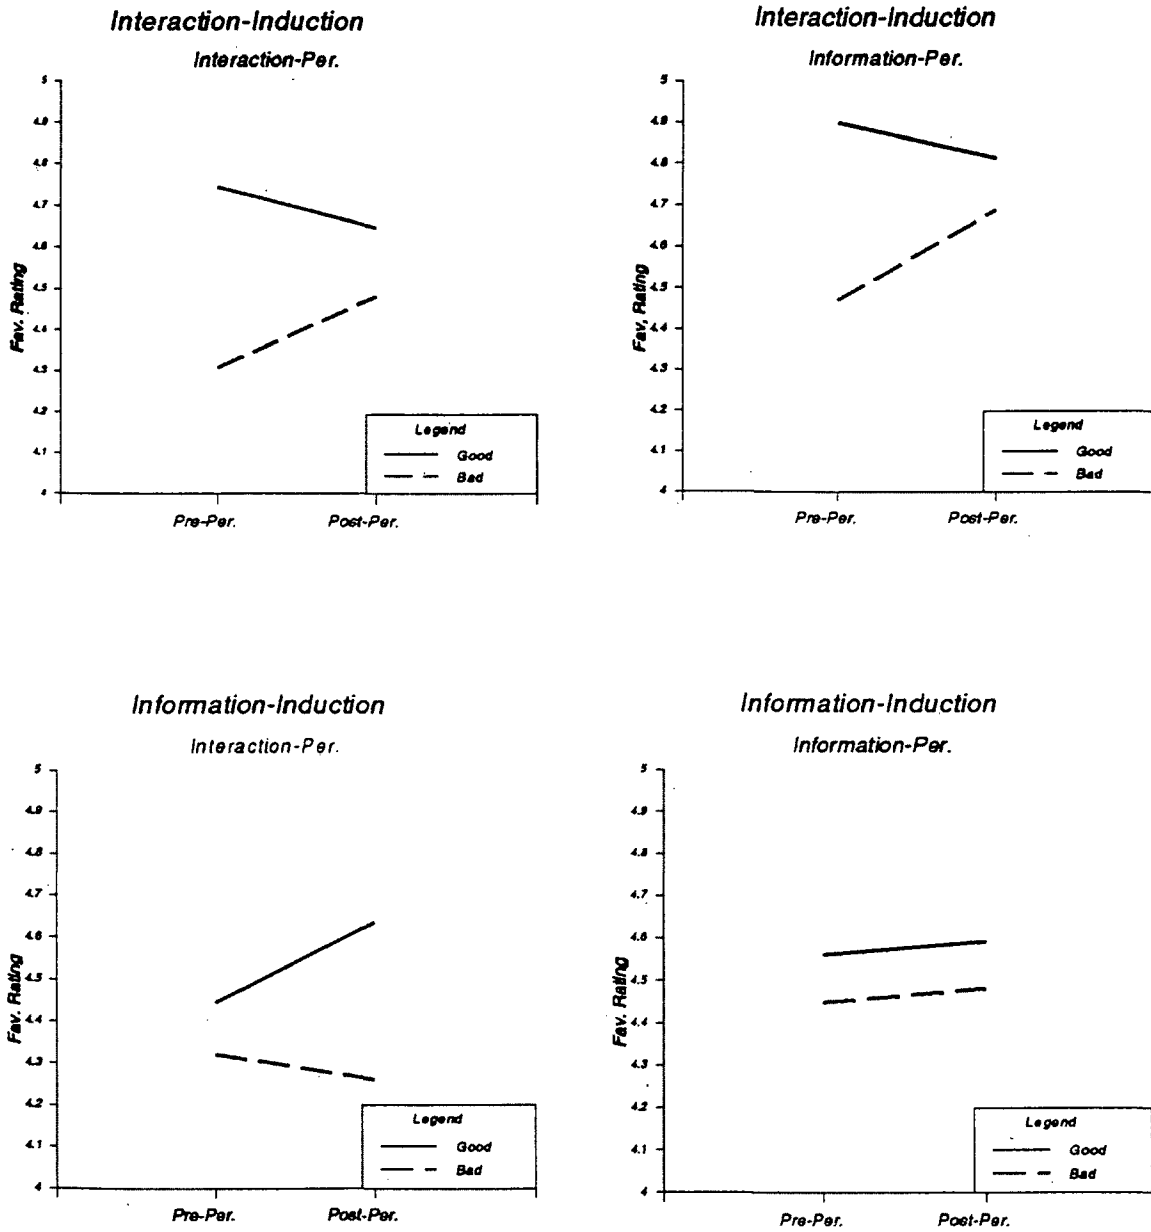 Interaction-Induction
Interaction-Per.
5
4.9
4.8
4.7
4.6
4.5
4.4
4.3
4.2
4.1
4
Fav. Rating
Legend
Good
Bad
Pre-Per.
Post-Per.
Interaction-Induction
Information-Per.
5
4.9
4.8
4.7
4.6
4.5
4.4
4.3
4.2
4.1
4
Fav, Rating
Legend
Good
Bad
Pre-Per.
Post-Per.
Information-Induction
Interaction-Per.
5
4.9
4.8
4.7
4.6
4.5
4.4
4.3
4.2
4.1
4
Fav. Rating
Legend
Good
Bad
Pre-Per.
Post-Per.
Information-Induction
Information-Per.
5
4.9
4.8
4.7
4.6
4.5
4.4
4.3
4.2
4.1
4
Fav. Rating
Legend
Good
Bad
Pre-Per.
Post-Per.